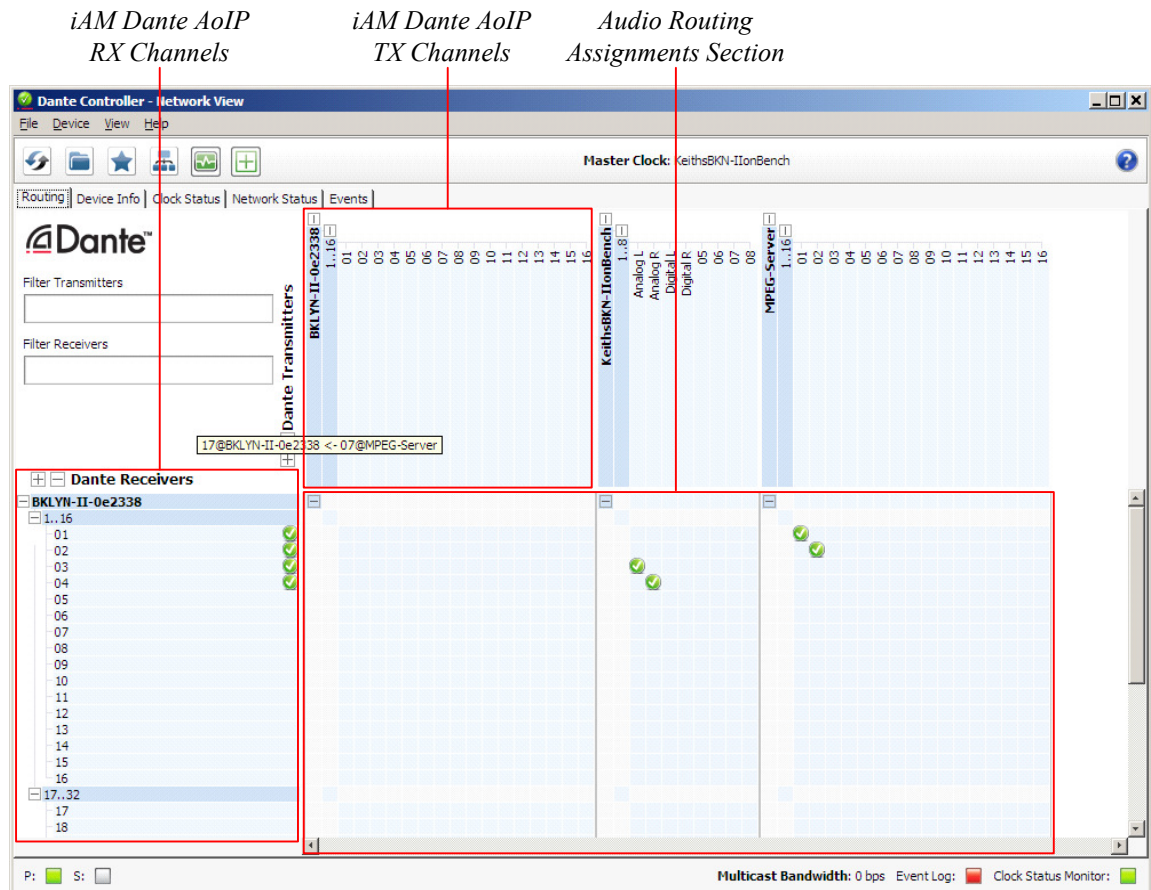 iAM Dante AoIP
RX Channels
iAM Dante AoIP
TX Channels
Audio Routing
Assignments Section
Dante Controller - Network View
File Device View Help
Master Clock: KeithsBKN-IIonBench
?
Routing Device Info Clock Status Network Status Events
Dante™
Filter Transmitters
Filter Receivers
Dante Transmitters
BKLYN-II-0e2338
1..16
01
02
03
04
05
06
07
08
09
10
11
12
13
14
15
16
KeithsBKN-IIonBench
1..8
Analog L
Analog R
Digital L
Digital R
05
06
07
08
MPEG-Server
1..16
01
02
03
04
05
06
07
08
09
10
11
12
13
14
15
16
17@BKLYN-II-0e2338 <- 07@MPEG-Server
Dante Receivers
BKLYN-II-0e2338
1..16
01
02
03
04
05
06
07
08
09
10
11
12
13
14
15
16
17..32
17
18
P: S: Multicast Bandwidth: 0 bps Event Log: Clock Status Monitor: